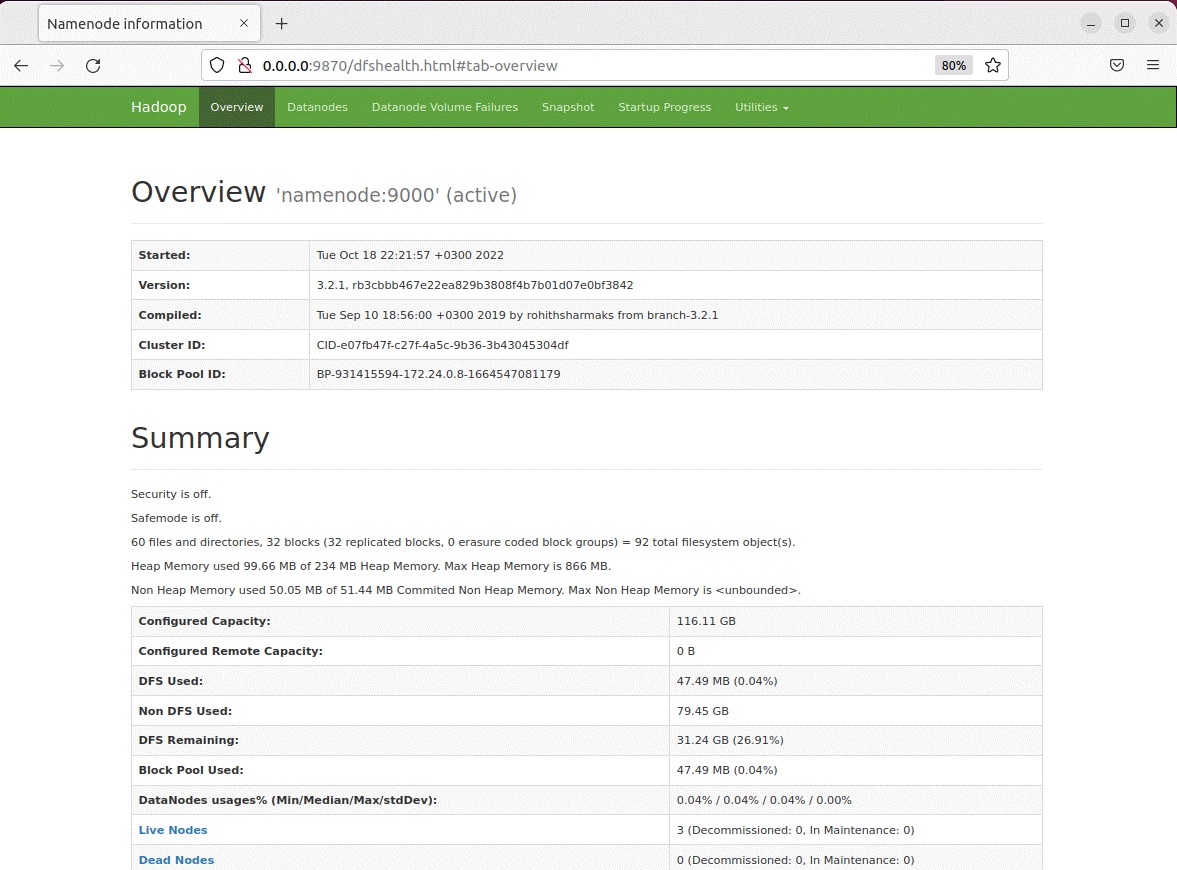 Namenode information
0.0.0.0:9870/dfshealth.html#tab-overview 80%
Hadoop Overview Datanodes Datanode Volume Failures Snapshot Startup Progress Utilities
Overview 'namenode:9000' (active)
Started: Tue Oct 18 22:21:57 +0300 2022
Version: 3.2.1, rb3cbbb467e22ea829b3808f4b7b01d07e0bf3842
Compiled: Tue Sep 10 18:56:00 +0300 2019 by rohithsharmaks from branch-3.2.1
Cluster ID: CID-e07fb47f-c27f-4a5c-9b36-3b43045304df
Block Pool ID: BP-931415594-172.24.0.8-1664547081179
Summary
Security is off.
Safemode is off.
60 files and directories, 32 blocks (32 replicated blocks, 0 erasure coded block groups) = 92 total filesystem object(s).
Heap Memory used 99.66 MB of 234 MB Heap Memory. Max Heap Memory is 866 MB.
Non Heap Memory used 50.05 MB of 51.44 MB Commited Non Heap Memory. Max Non Heap Memory is <unbounded>.
Configured Capacity: 116.11 GB
Configured Remote Capacity: 0 B
DFS Used: 47.49 MB (0.04%)
Non DFS Used: 79.45 GB
DFS Remaining: 31.24 GB (26.91%)
Block Pool Used: 47.49 MB (0.04%)
DataNodes usages% (Min/Median/Max/stdDev): 0.04% / 0.04% / 0.04% / 0.00%
Live Nodes 3 (Decommissioned: 0, In Maintenance: 0)
Dead Nodes 0 (Decommissioned: 0, In Maintenance: 0)